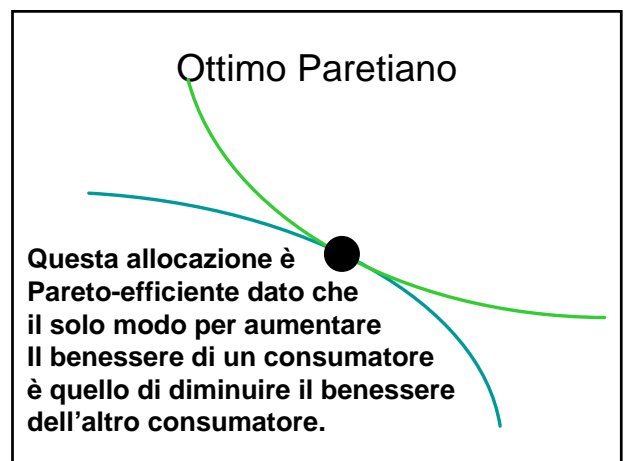 Ottimo Paretiano
Questa allocazione è
Pareto-efficiente dato che
il solo modo per aumentare
Il benessere di un consumatore
è quello di diminuire il benessere
dell'altro consumatore.